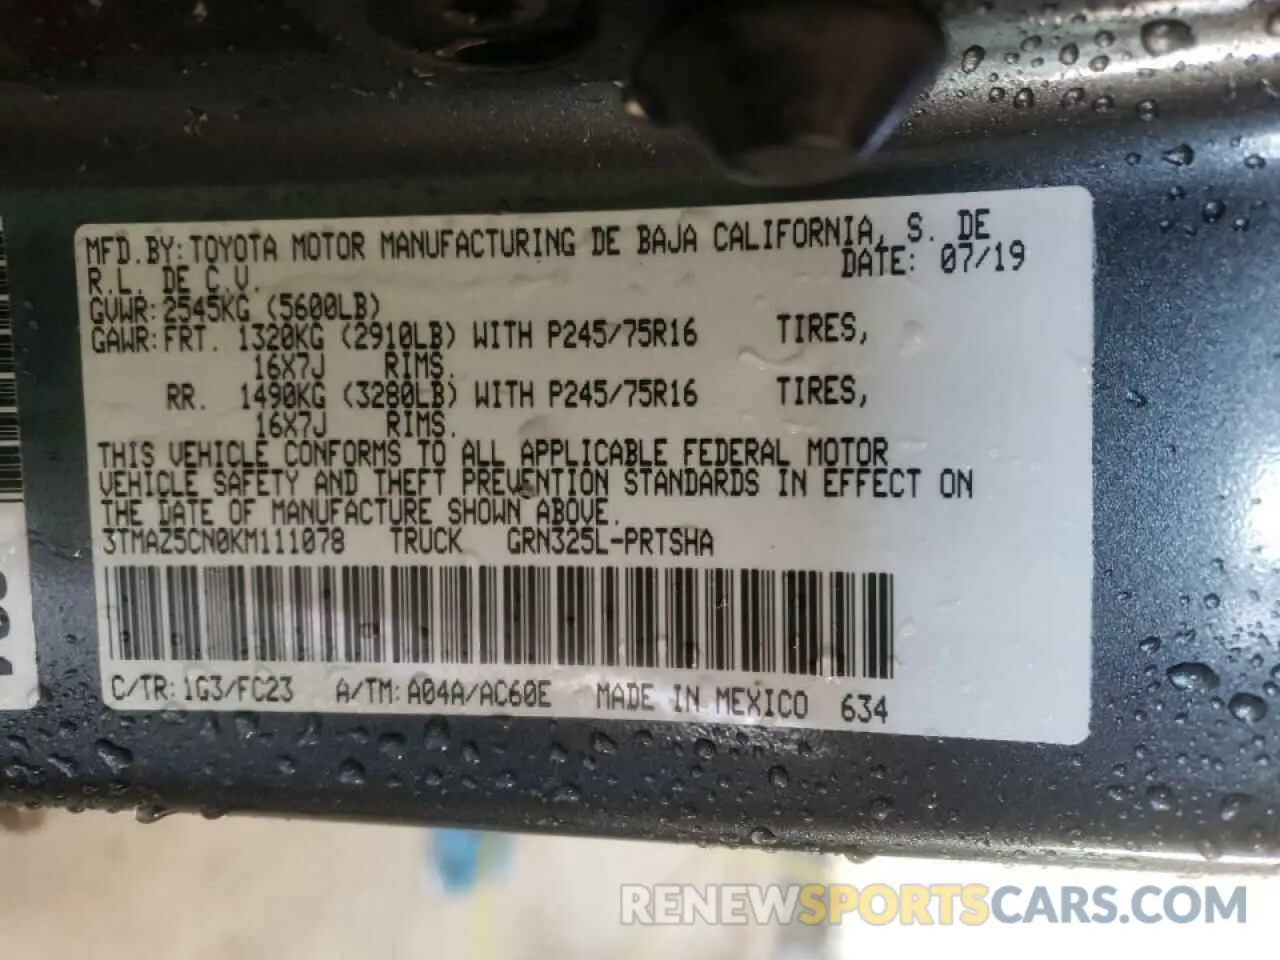 MFD.BY:TOYOTA MOTOR MANUFACTURING DE BAJA CALIFORNIA, S. DE
R.L. DE C.V. DATE: 07/19
GVWR:2545KG (5600LB)
GAWR:FRT. 1320KG (2910LB) WITH P245/75R16 TIRES,
16X7J RIMS.
RR. 1490KG (3280LB) WITH P245/75R16 TIRES,
16X7J RIMS.
THIS VEHICLE CONFORMS TO ALL APPLICABLE FEDERAL MOTOR
VEHICLE SAFETY AND THEFT PREVENTION STANDARDS IN EFFECT ON
THE DATE OF MANUFACTURE SHOWN ABOVE.
3TMAZ5CN0KM111078 TRUCK GRN325L-PRTSHA
C/TR:1G3/FC23 A/TM:A04A/AC60E MADE IN MEXICO 634
RENEWSPORTSCARS.COM